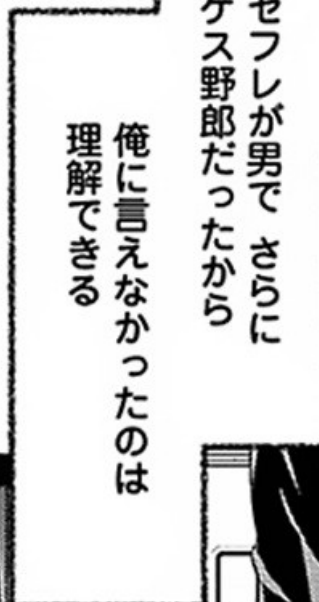 セフレが男で さらに
ゲス野郎だったから
俺に言えなかったのは
理解できる